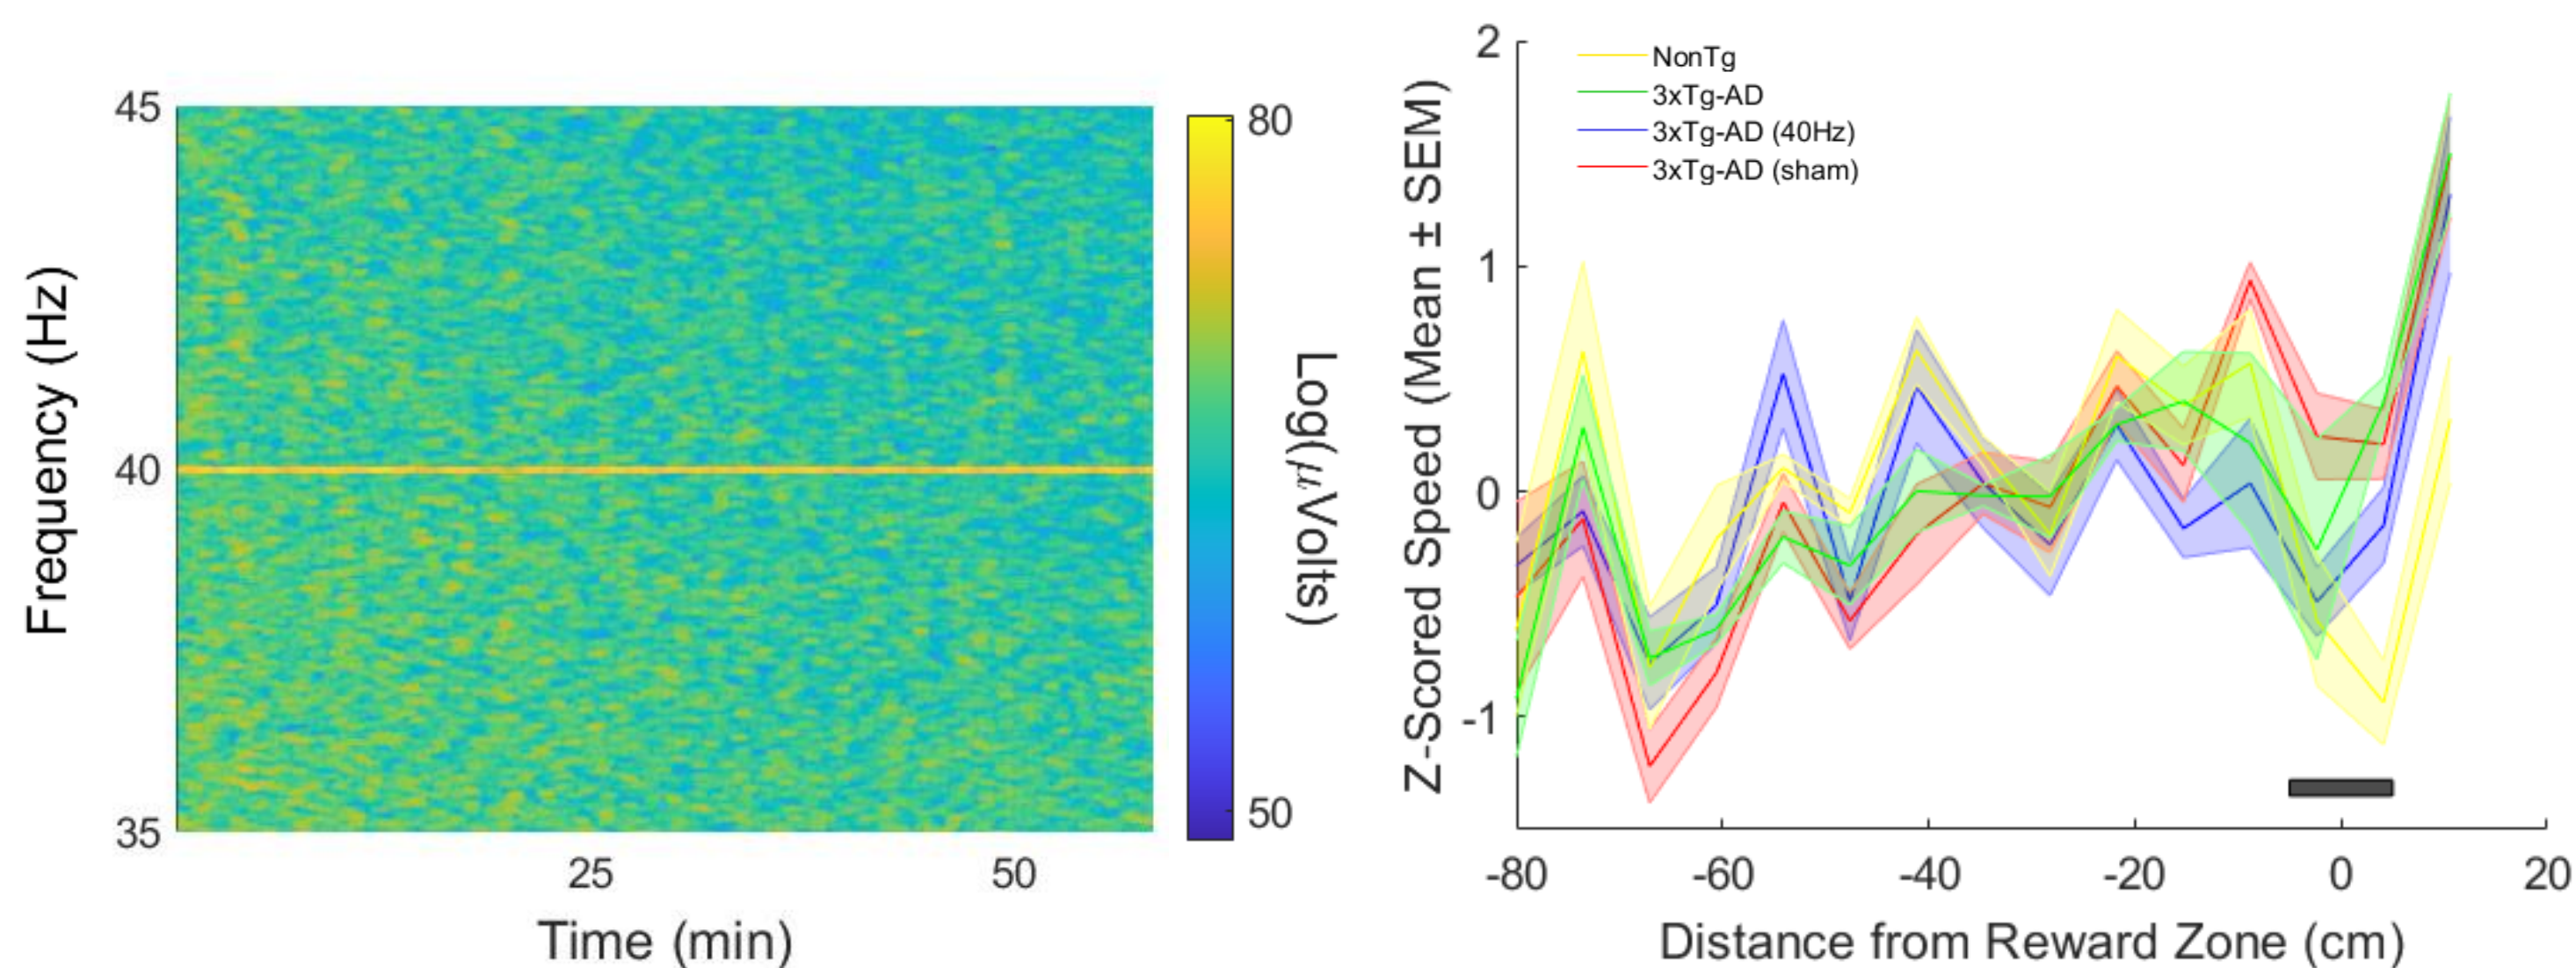 45
40
35
Frequency (Hz)
25
50
Time (min)
80
50
Log(μVolts)
2
1
0
-1
Z-Scored Speed (Mean ± SEM)
NonTg
3xTg-AD
3xTg-AD (40Hz)
3xTg-AD (sham)
-80
-60
-40
-20
0
20
Distance from Reward Zone (cm)